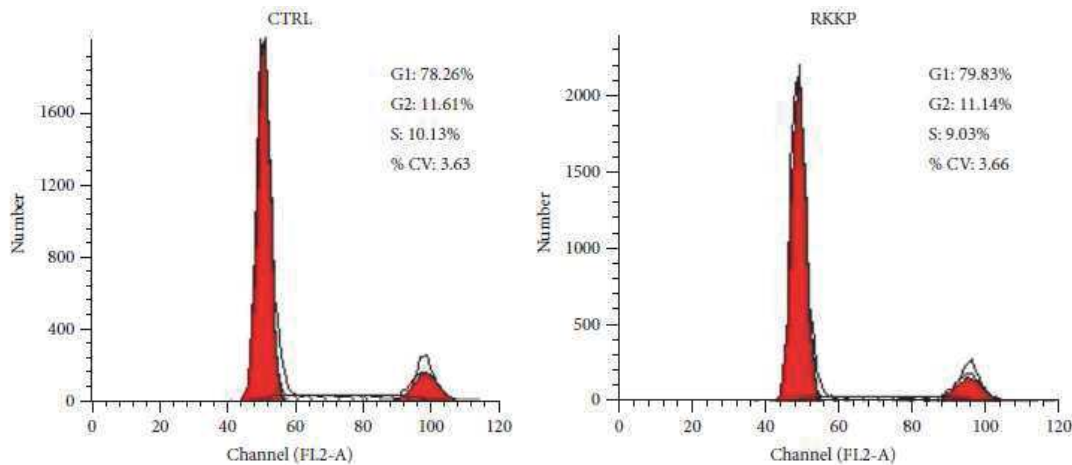 CTRL
G1: 78.26%
G2: 11.61%
S: 10.13%
% CV: 3.63
Number
1600
1200
800
400
0
0 20 40 60 80 100 120
Channel (FL2-A)
RKKP
G1: 79.83%
G2: 11.14%
S: 9.03%
% CV: 3.66
Number
2000
1500
1000
500
0
0 20 40 60 80 100 120
Channel (FL2-A)